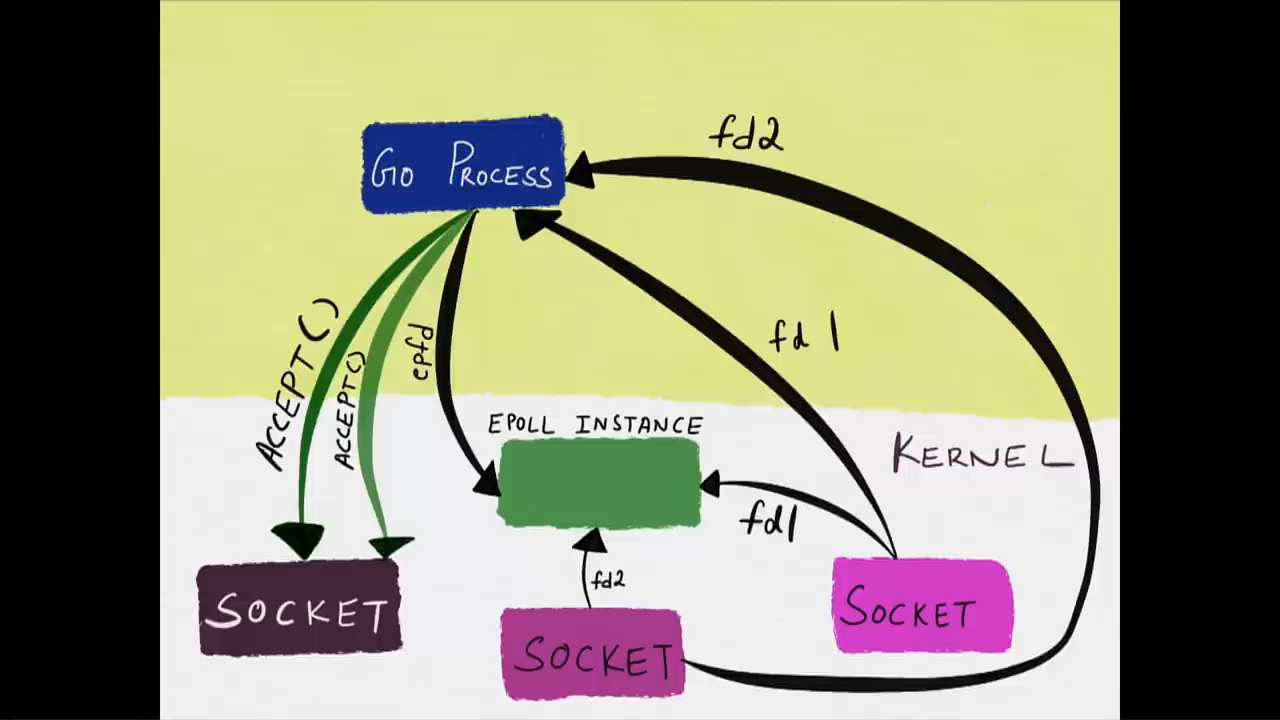 fd2
GO PROCESS
fd 1
ACCEPT()
ACCEPT()
epfd
EPOLL INSTANCE
KERNEL
fd1
fd2
SOCKET
SOCKET
SOCKET